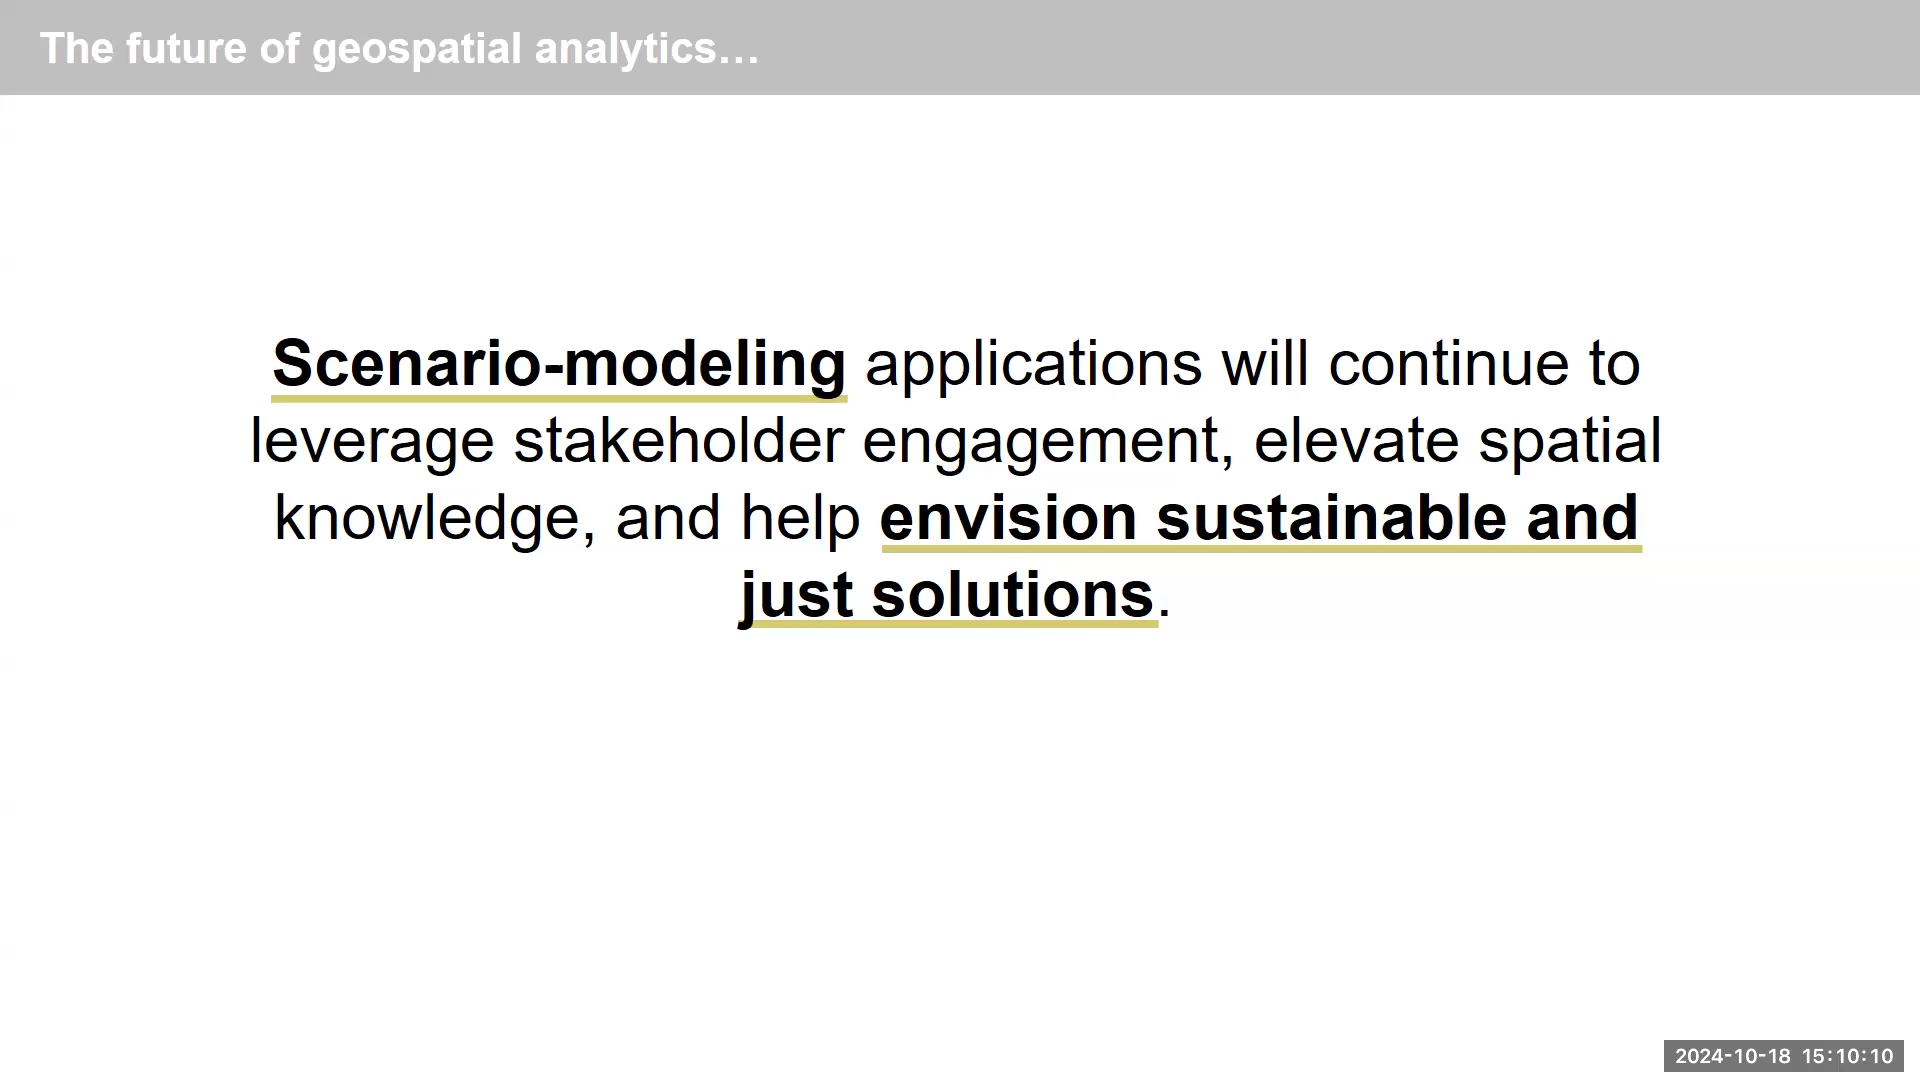 The future of geospatial analytics…
Scenario-modeling applications will continue to
leverage stakeholder engagement, elevate spatial
knowledge, and help envision sustainable and
just solutions.
2024-10-18 15:10:10